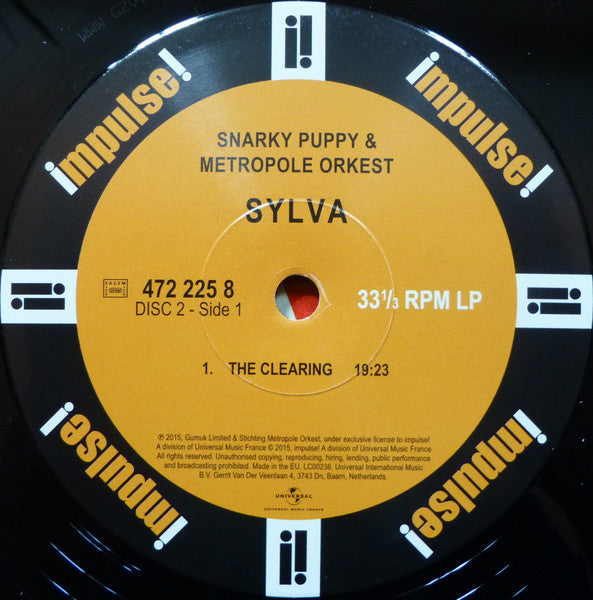 impulse!
impulse!
SNARKY PUPPY &
METROPOLE ORKEST
SYLVA
SACEM
472 225 8
DISC 2 - Side 1
33⅓ RPM LP
1. THE CLEARING 19:23
℗ 2015, Gumuk Limited & Stichting Metropole Orkest, under exclusive license to impulse!
A division of Universal Music France © 2015, impulse! A division of Universal Music France
All rights reserved. Unauthorised copying, reproducing, hiring, lending, public performance
and broadcasting prohibited. Made in the EU. LC00236. Universal International Music
B.V. Gerrit Van Der Veenlaan 4, 3743 Dn, Baarn, Netherlands.
UNIVERSAL
UNIVERSAL MUSIC FRANCE
impulse!
impulse!